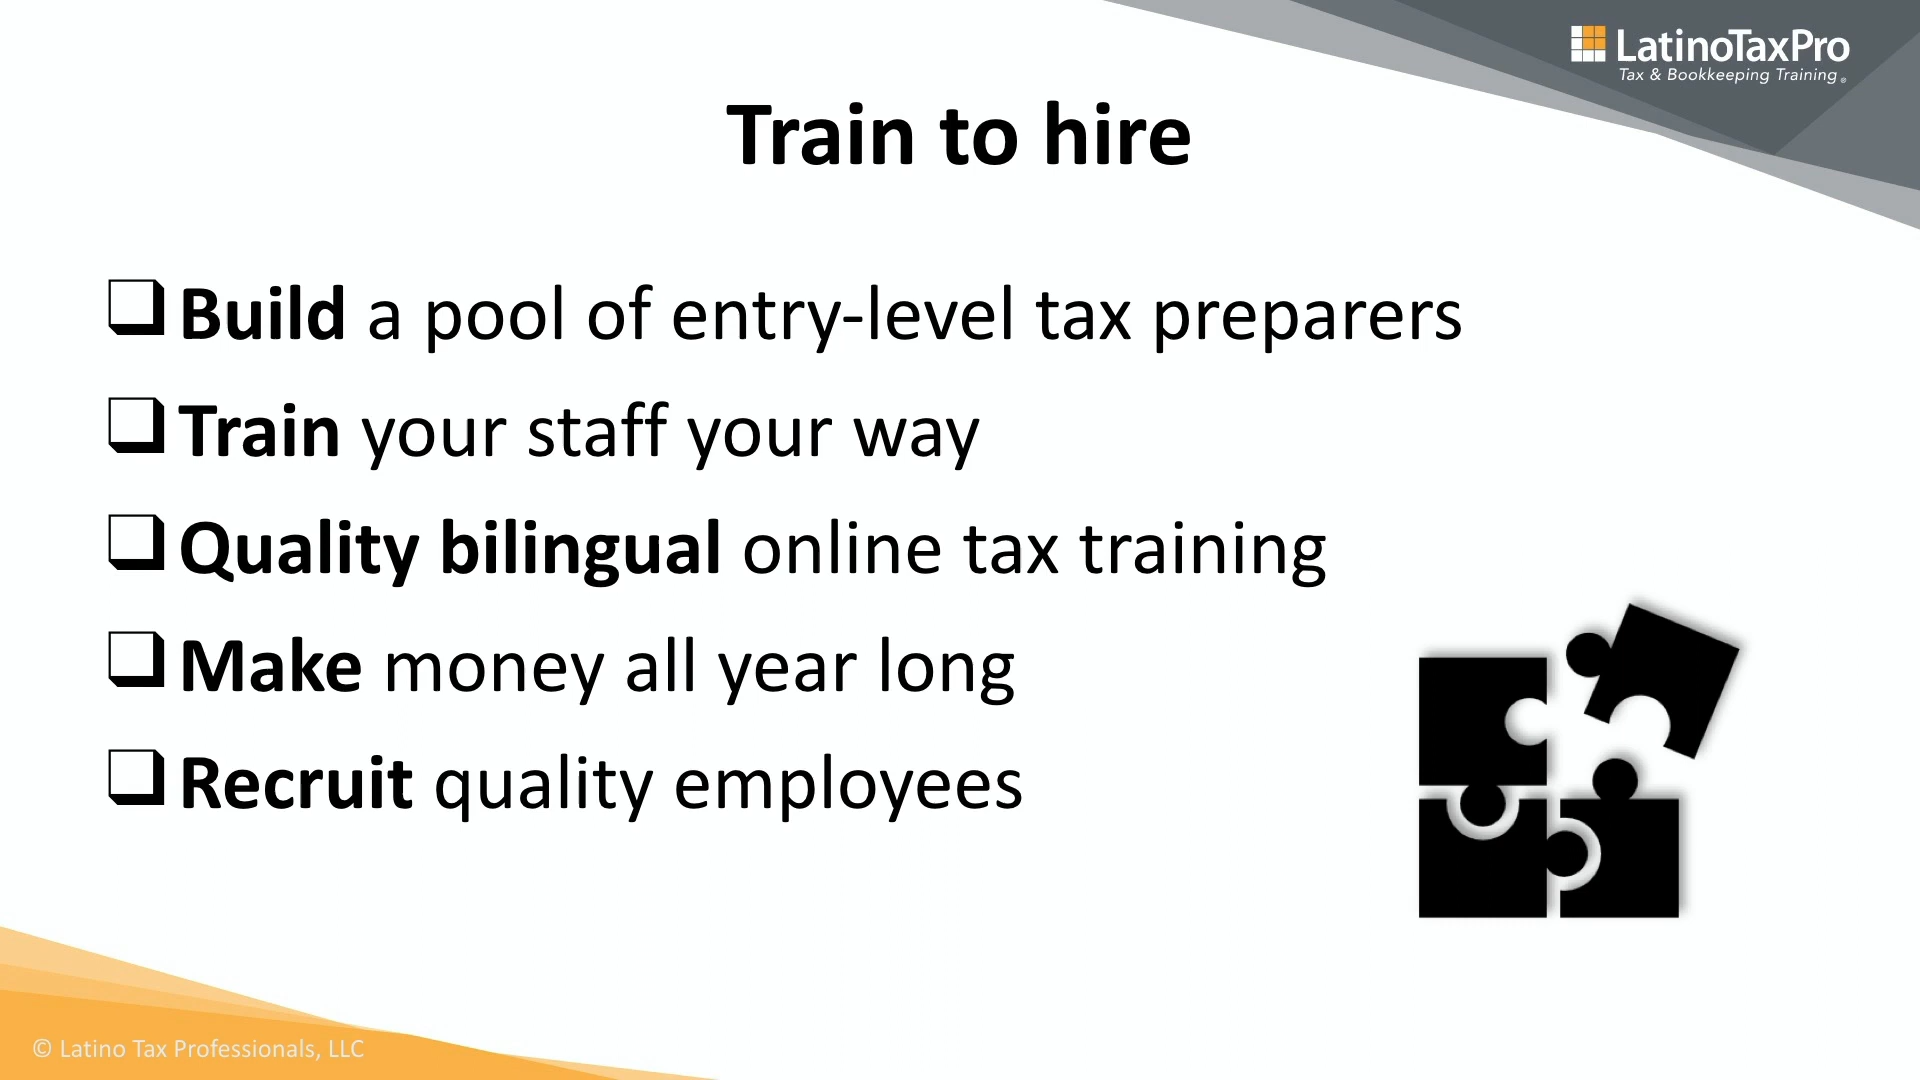 LatinoTaxPro
Tax & Bookkeeping Training®
Train to hire
❑ Build a pool of entry-level tax preparers
❑ Train your staff your way
❑ Quality bilingual online tax training
❑ Make money all year long
❑ Recruit quality employees
© Latino Tax Professionals, LLC